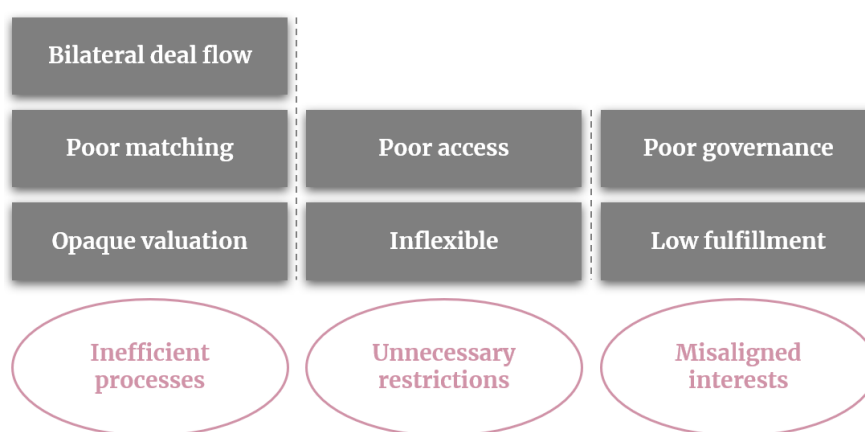 Bilateral deal flow
Poor matching
Poor access
Poor governance
Opaque valuation
Inflexible
Low fulfillment
Inefficient
processes
Unnecessary
restrictions
Misaligned
interests